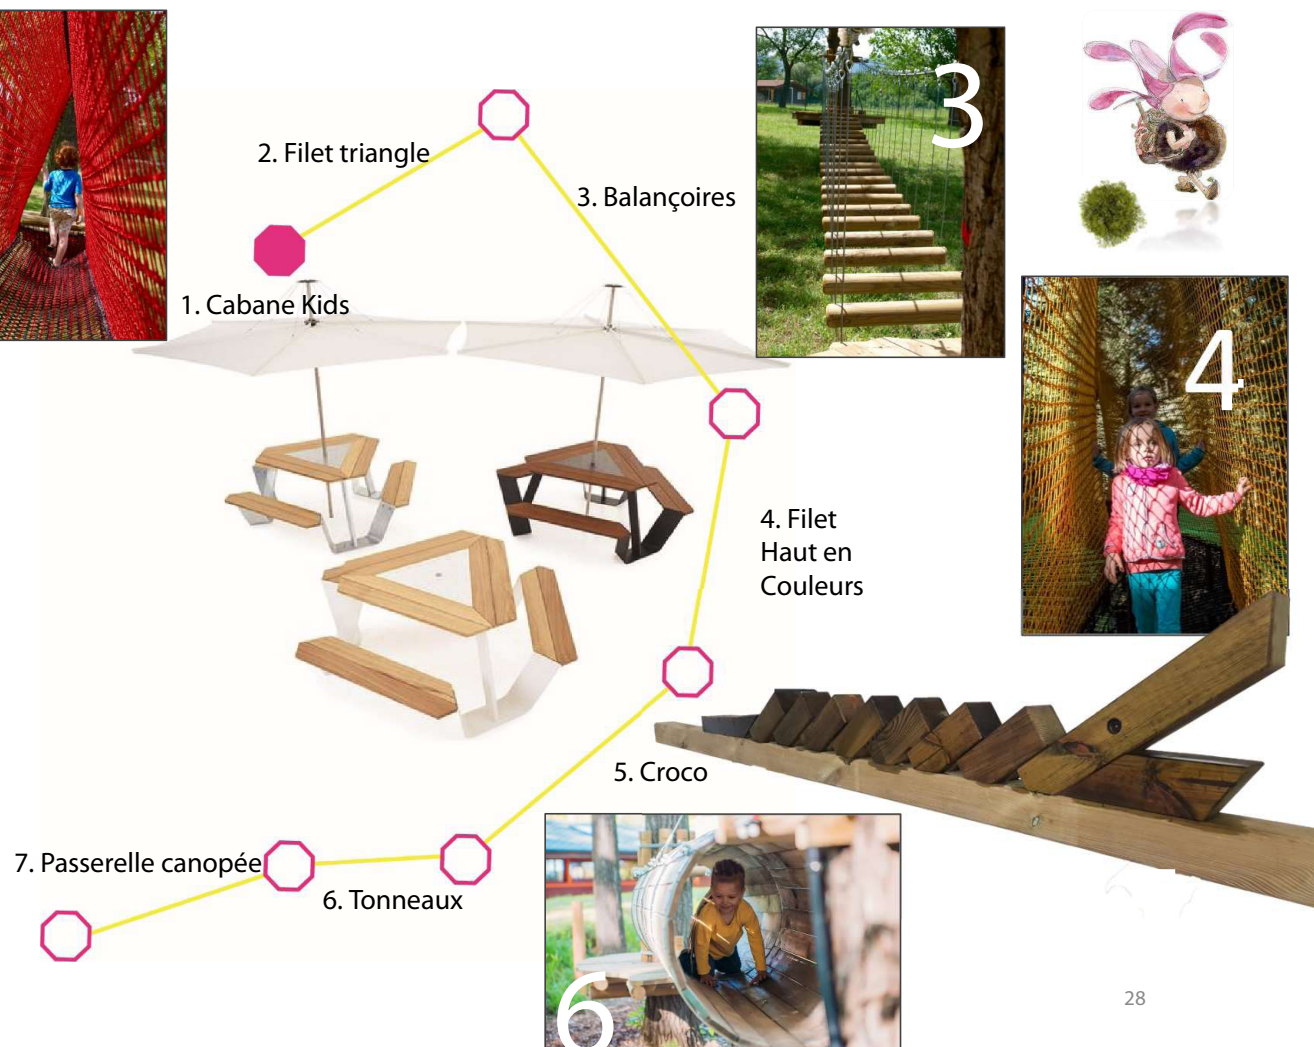 3
2. Filet triangle
3. Balançoires
1. Cabane Kids
4
4. Filet
Haut en
Couleurs
5. Croco
7. Passerelle canopée
6. Tonneaux
6
28